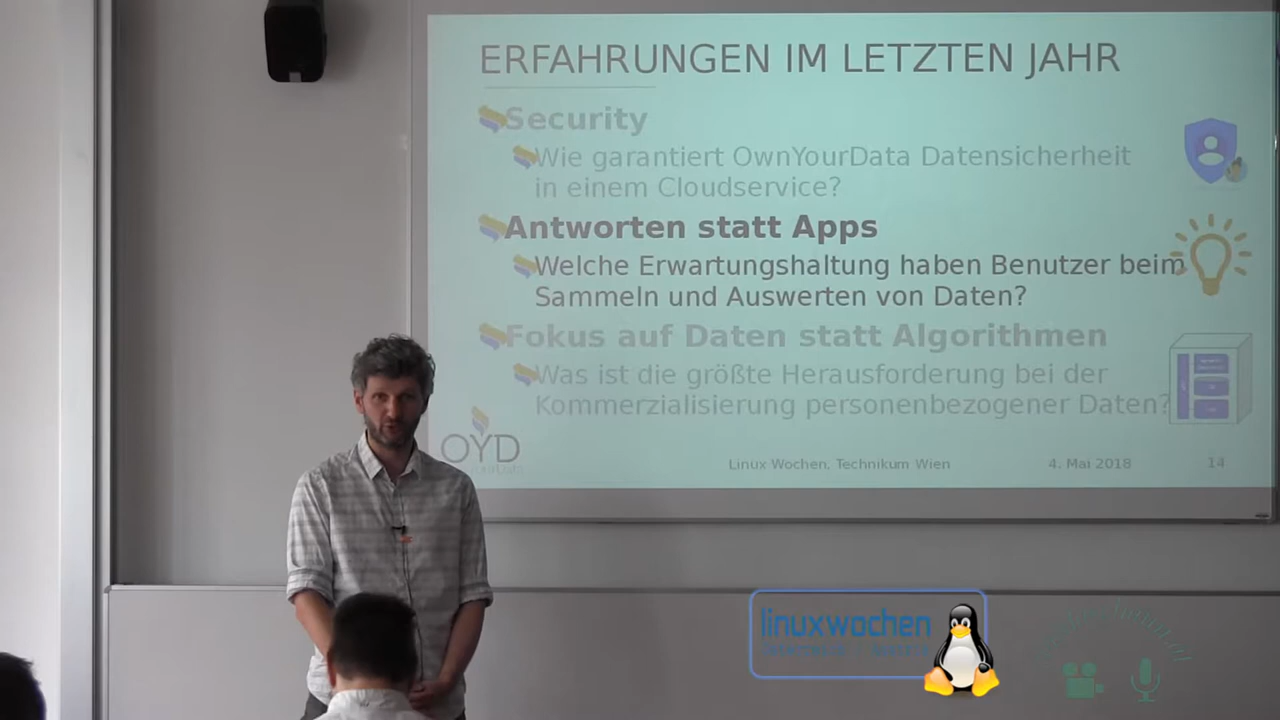 ERFAHRUNGEN IM LETZTEN JAHR
Security
Wie garantiert OwnYourData Datensicherheit
in einem Cloudservice?
Antworten statt Apps
Welche Erwartungshaltung haben Benutzer beim
Sammeln und Auswerten von Daten?
Fokus auf Daten statt Algorithmen
Was ist die größte Herausforderung bei der
Kommerzialisierung personenbezogener Daten?
OYD
Linux Wochen, Technikum Wien 4. Mai 2018 14
linuxwochen